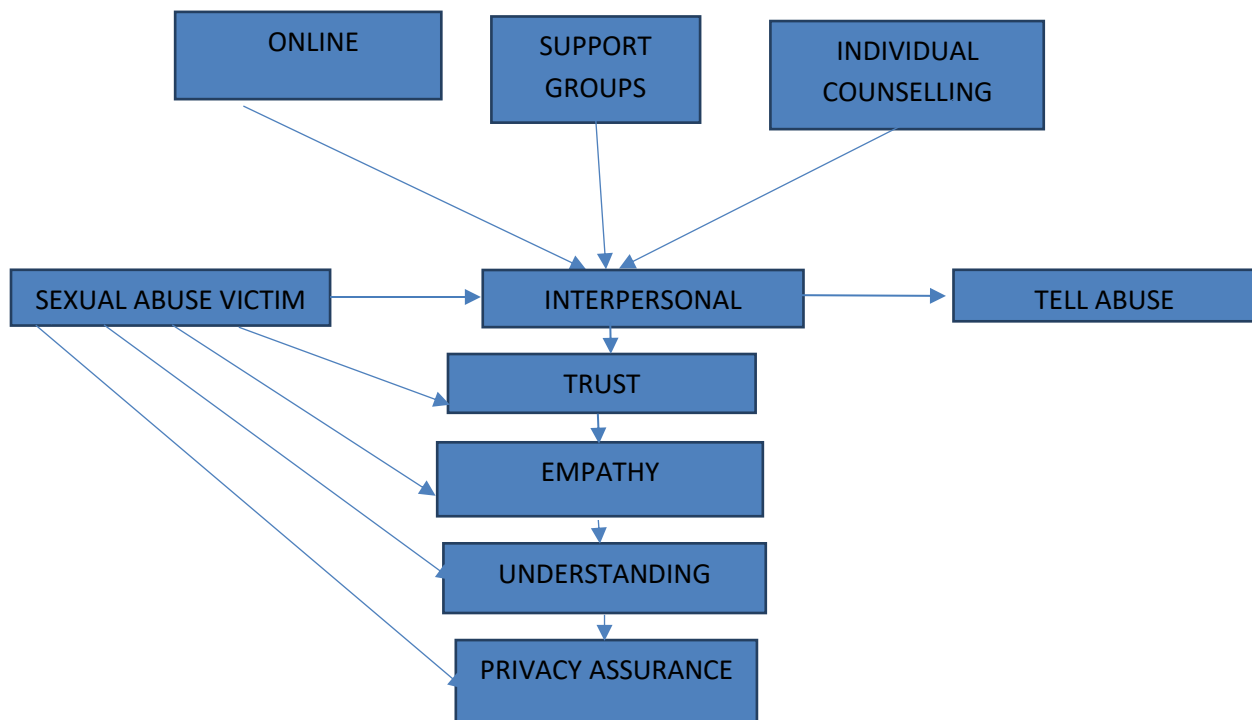 ONLINE
SUPPORT
GROUPS
INDIVIDUAL
COUNSELLING
SEXUAL ABUSE VICTIM
INTERPERSONAL
TELL ABUSE
TRUST
EMPATHY
UNDERSTANDING
PRIVACY ASSURANCE